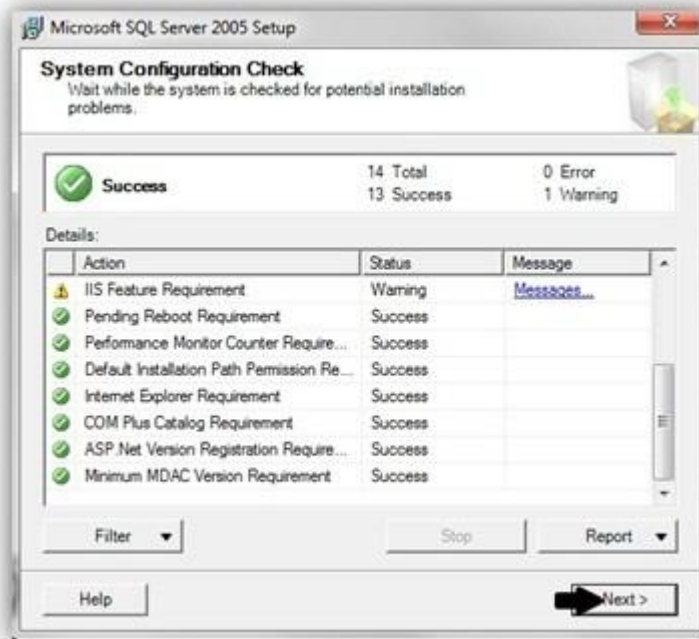 Microsoft SQL Server 2005 Setup
System Configuration Check
Wait while the system is checked for potential installation
problems.
Success
14 Total
0 Error
13 Success
1 Warning
Details:
Action Status Message
IIS Feature Requirement Warning Messages...
Pending Reboot Requirement Success
Performance Monitor Counter Require... Success
Default Installation Path Permission Re... Success
Internet Explorer Requirement Success
COM Plus Catalog Requirement Success
ASP.Net Version Registration Require... Success
Minimum MDAC Version Requirement Success
Filter Stop Report
Help Next >